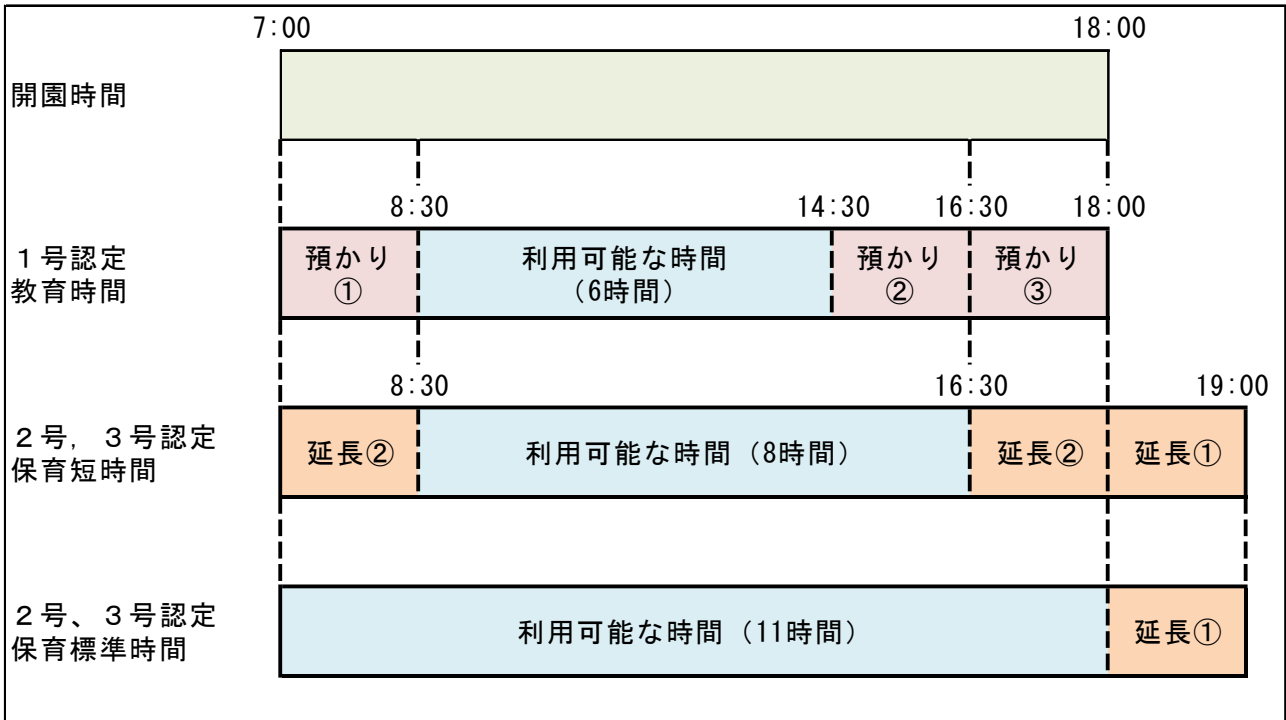 7:00 18:00
開園時間
8:30 14:30 16:30 18:00
１号認定
教育時間
預かり
①
利用可能な時間
(6時間)
預かり
②
預かり
③
8:30 16:30 19:00
２号，３号認定
保育短時間
延長② 利用可能な時間（8時間） 延長② 延長①
２号、３号認定
保育標準時間
利用可能な時間（11時間） 延長①